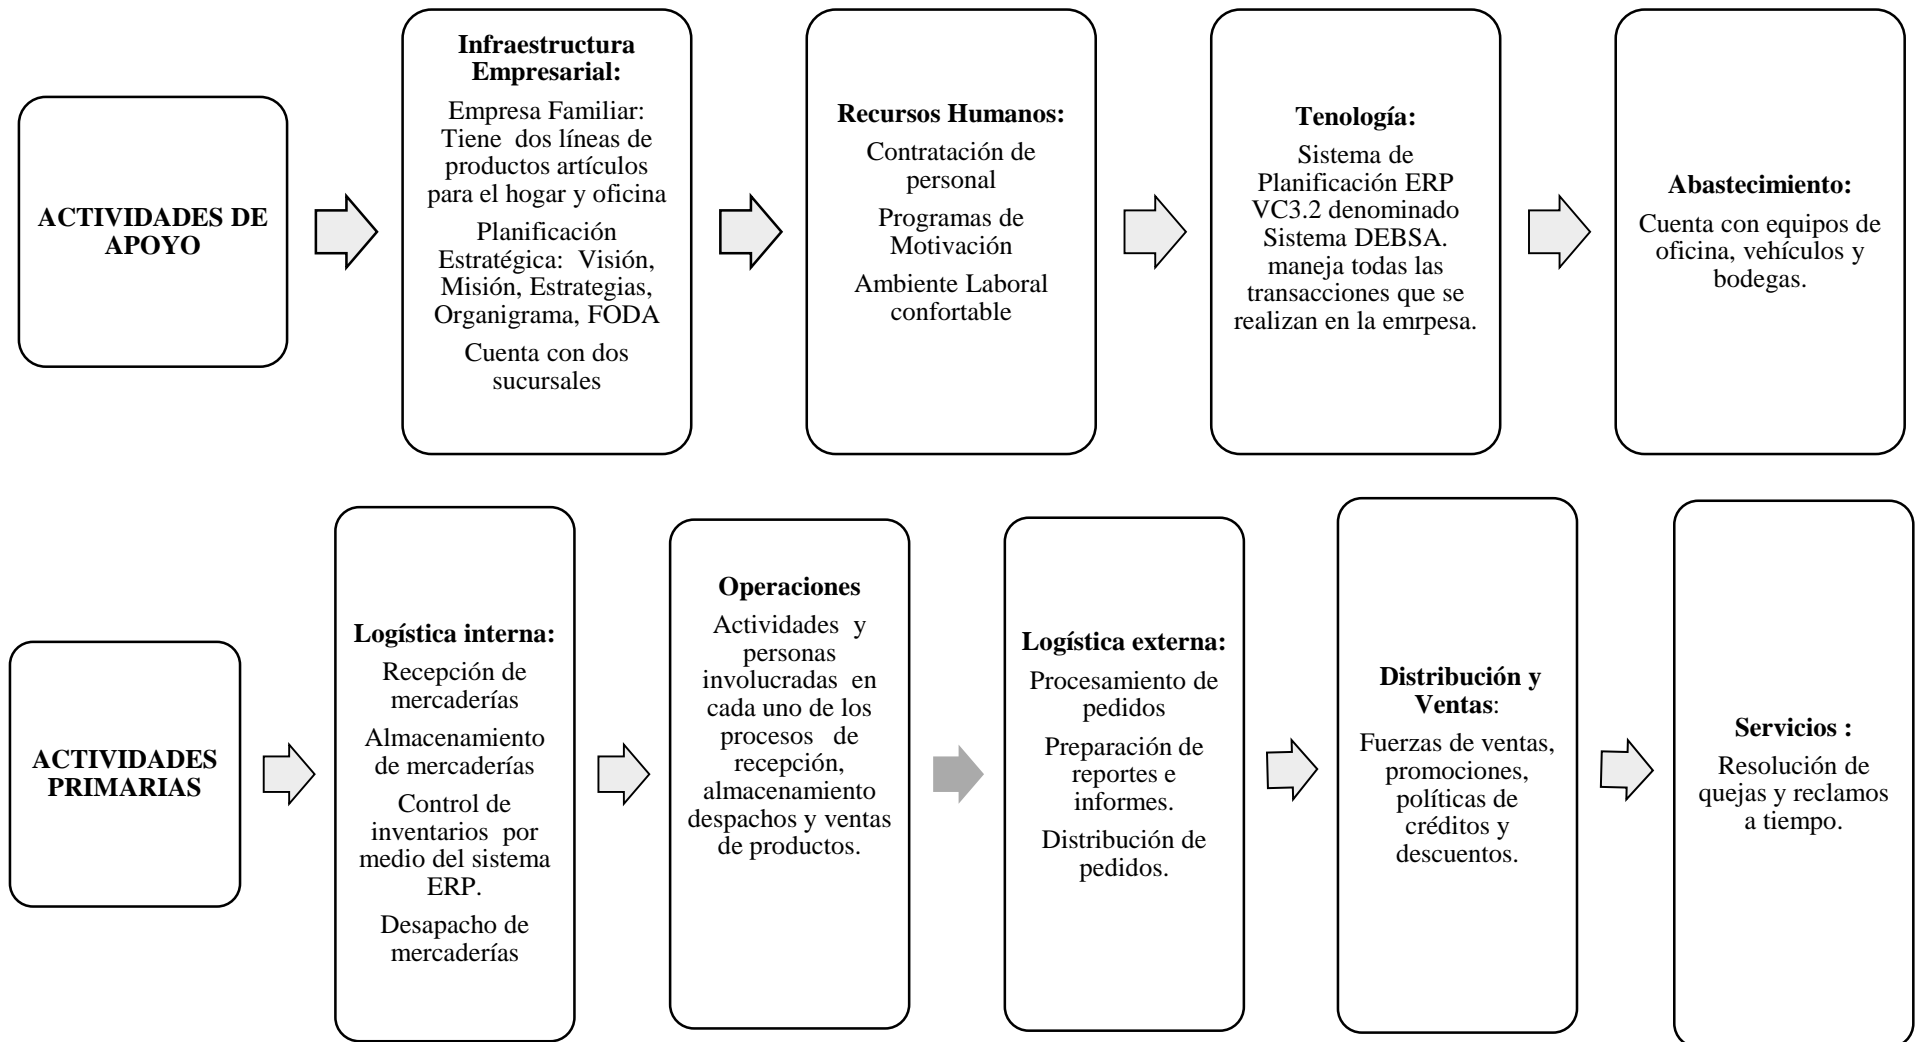 ACTIVIDADES DE
APOYO
Infraestructura
Empresarial:
Empresa Familiar:
Tiene dos líneas de
productos artículos
para el hogar y oficina
Planificación
Estratégica: Visión,
Misión, Estrategias,
Organigrama, FODA
Cuenta con dos
sucursales
Recursos Humanos:
Contratación de
personal
Programas de
Motivación
Ambiente Laboral
confortable
Tenología:
Sistema de
Planificación ERP
VC3.2 denominado
Sistema DEBSA.
maneja todas las
transacciones que se
realizan en la emrpesa.
Abastecimiento:
Cuenta con equipos de
oficina, vehículos y
bodegas.
ACTIVIDADES
PRIMARIAS
Logística interna:
Recepción de
mercaderías
Almacenamiento
de mercaderías
Control de
inventarios por
medio del sistema
ERP.
Desapacho de
mercaderías
Operaciones
Actividades y
personas
involucradas en
cada uno de los
procesos de
recepción,
almacenamiento
despachos y ventas
de productos.
Logística externa:
Procesamiento de
pedidos
Preparación de
reportes e
informes.
Distribución de
pedidos.
Distribución y
Ventas:
Fuerzas de ventas,
promociones,
políticas de
créditos y
descuentos.
Servicios :
Resolución de
quejas y reclamos
a tiempo.